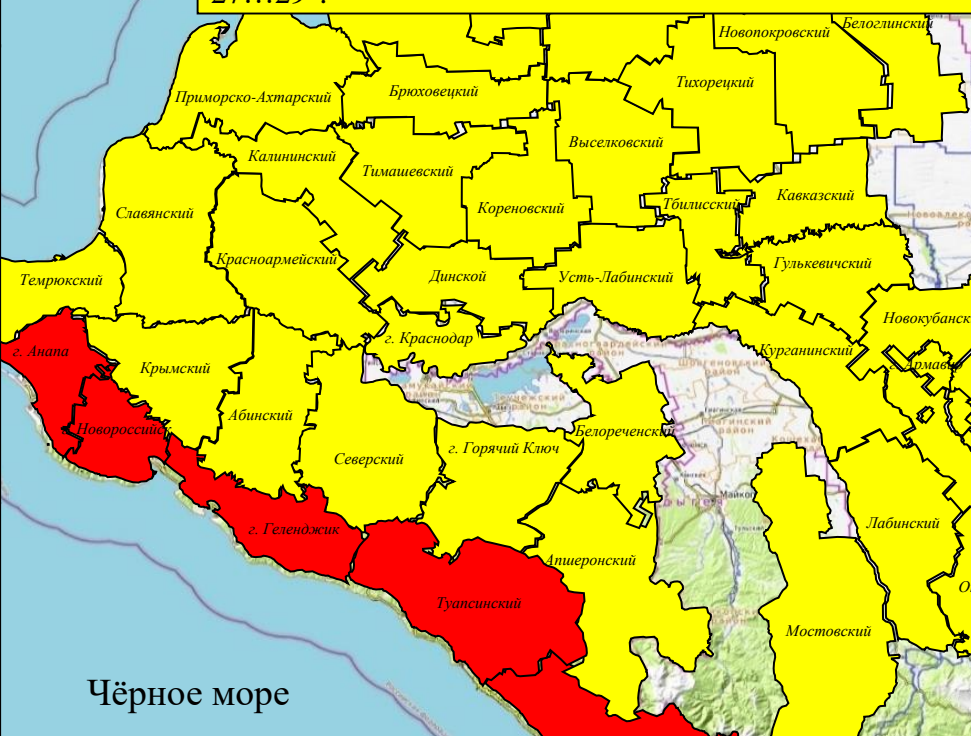 Белоглинский
Новопокровский
Тихорецкий
Приморско-Ахтарский
Брюховецкий
Выселковский
Калининский
Тимашевский
Кавказский
Тбилисский
Кореновский
Славянский
Красноармейский
Динской
Усть-Лабинский
Гулькевичский
Темрюкский
г. Краснодар
г. Анапа
Крымский
Курганинский
Абинский
Новороссийск
Северский
г. Горячий Ключ
Белореченский
Майкоп
г. Геленджик
Лабинский
Апшеронский
Туапсинский
Мостовский
Чёрное море